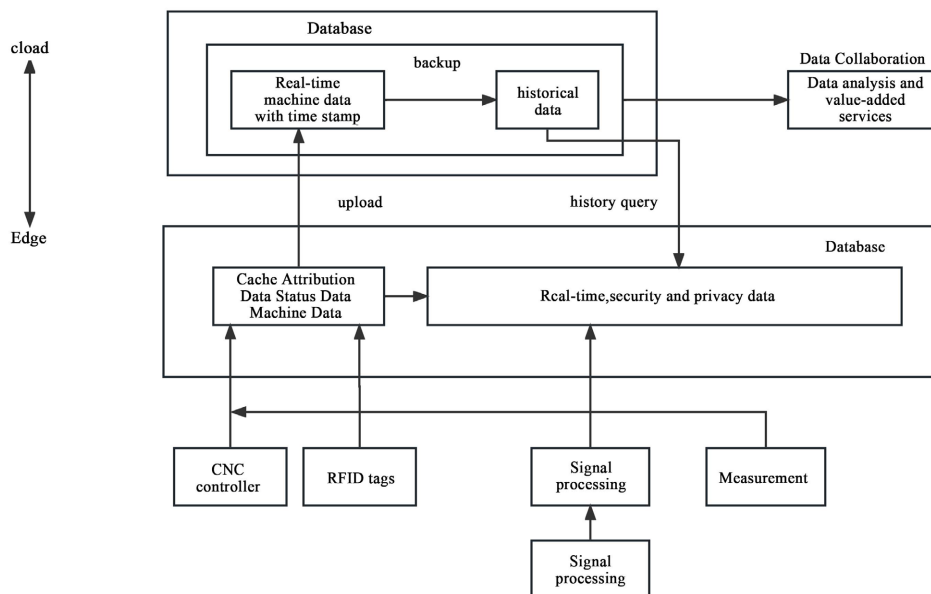 Database
cload
backup
Data Collaboration
Real-time
machine data
with time stamp
historical
data
Data analysis and
value-added
services
upload
history query
Edge
Database
Cache Attribution
Data Status Data
Machine Data
Rcal-time,security and privacy data
CNC
controller
RFID tags
Signal
processing
Measurement
Signal
processing